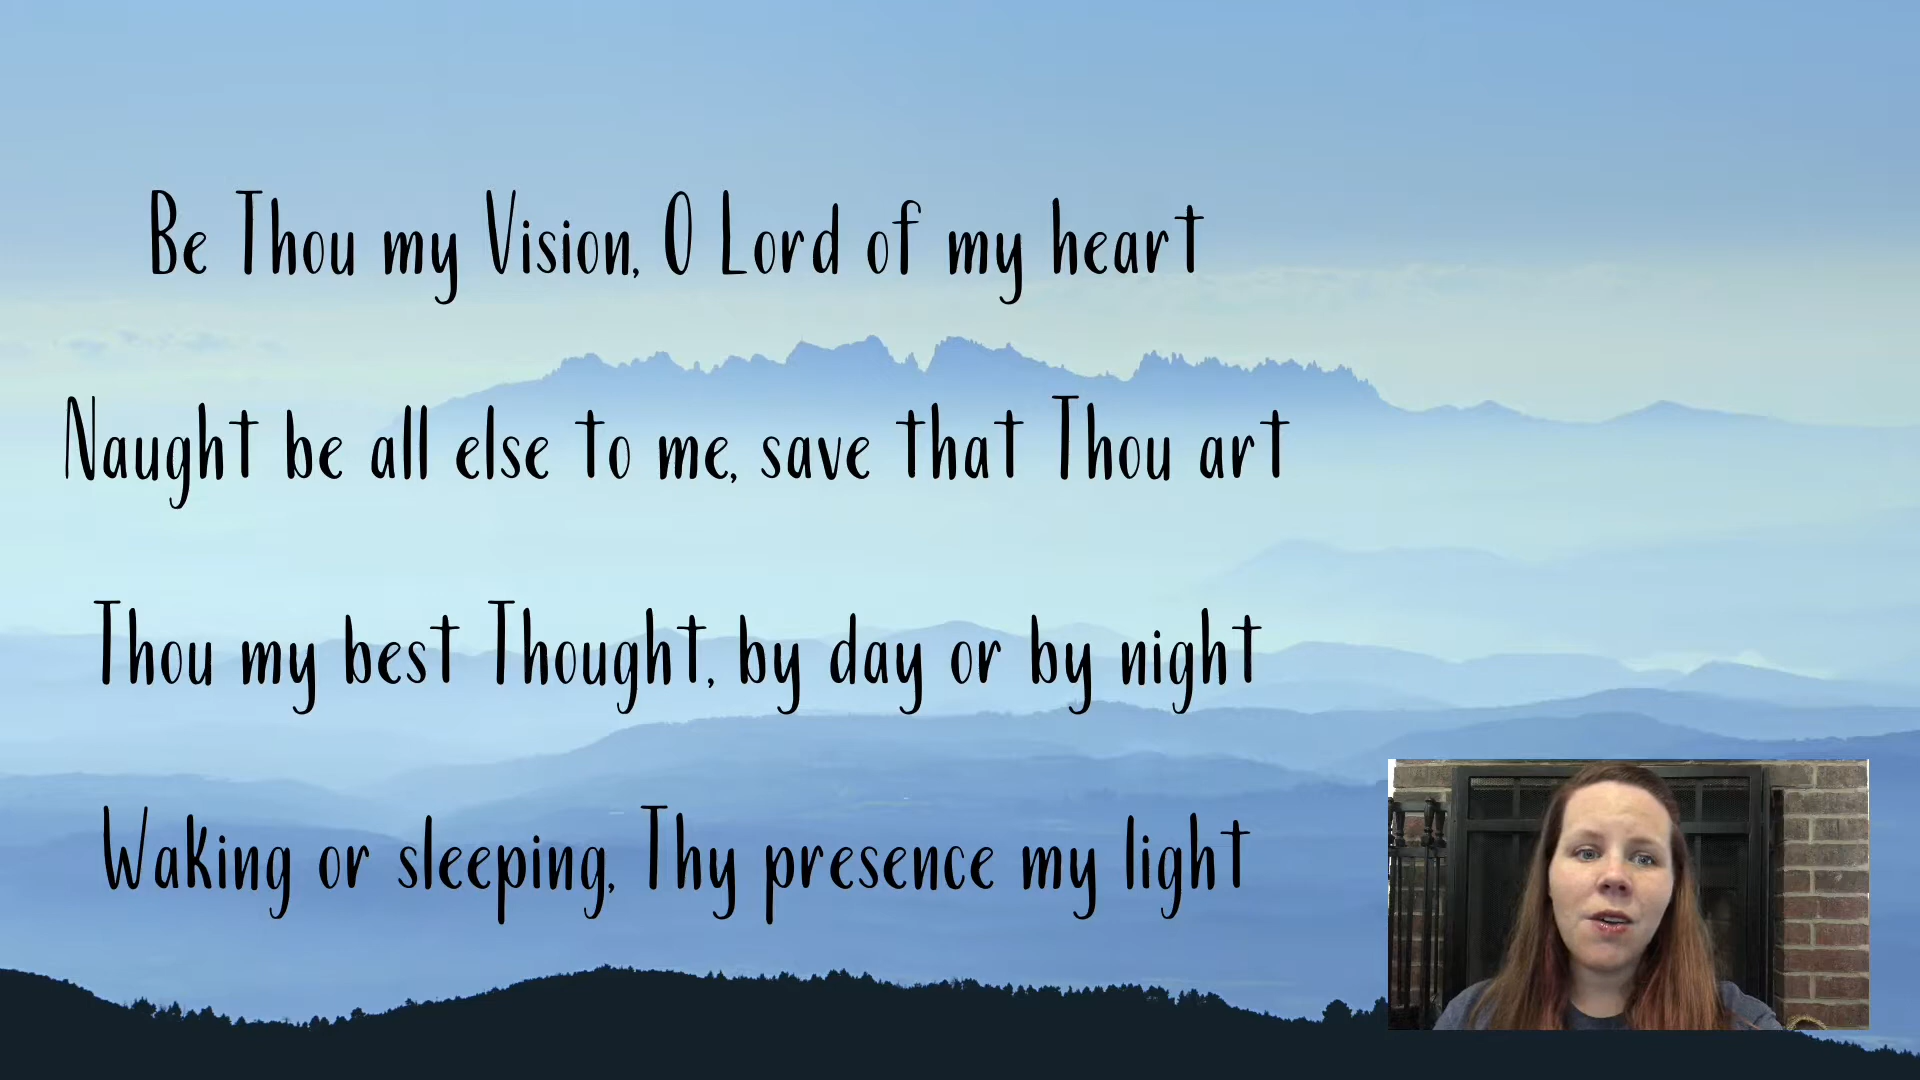 Be Thou my Vision, O Lord of my heart
Naught be all else to me, save that Thou art
Thou my best Thought, by day or by night
Waking or sleeping, Thy presence my light